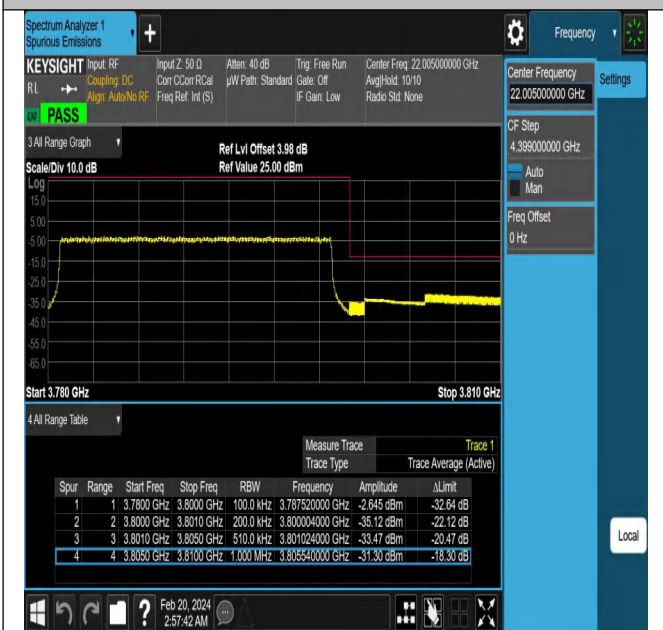 Spectrum Analyzer 1
Spurious Emissions
+
Frequency
KEYSIGHT
RL
PASS
Input: RF
Coupling: DC
Align: Auto/No RF
Input Z: 50 Ω
Corr CCorr RCal
Freq Ref: Int (S)
Atten: 40 dB
µW Path: Standard
Trig: Free Run
Gate: Off
IF Gain: Low
Center Freq: 22.005000000 GHz
Avg|Hold: 10/10
Radio Std: None
Center Frequency
22.005000000 GHz
Settings
CF Step
4.399000000 GHz
Auto
Man
Freq Offset
0 Hz
Local
3 All Range Graph
Scale/Div 10.0 dB
Ref Lvl Offset 3.98 dB
Ref Value 25.00 dBm
Log
15.0
5.00
-5.00
-15.0
-25.0
-35.0
-45.0
-55.0
-65.0
Start 3.780 GHz
Stop 3.810 GHz
4 All Range Table
Measure Trace Trace 1
Trace Type Trace Average (Active)
Spur Range Start Freq Stop Freq RBW Frequency Amplitude ΔLimit
1 1 3.7800 GHz 3.8000 GHz 100.0 kHz 3.787520000 GHz -2.645 dBm -32.64 dB
2 2 3.8000 GHz 3.8010 GHz 200.0 kHz 3.800004000 GHz -35.12 dBm -22.12 dB
3 3 3.8010 GHz 3.8050 GHz 510.0 kHz 3.801024000 GHz -33.47 dBm -20.47 dB
4 4 3.8050 GHz 3.8100 GHz 1.000 MHz 3.805540000 GHz -31.30 dBm -18.30 dB
?
Feb 20, 2024
2:57:42 AM